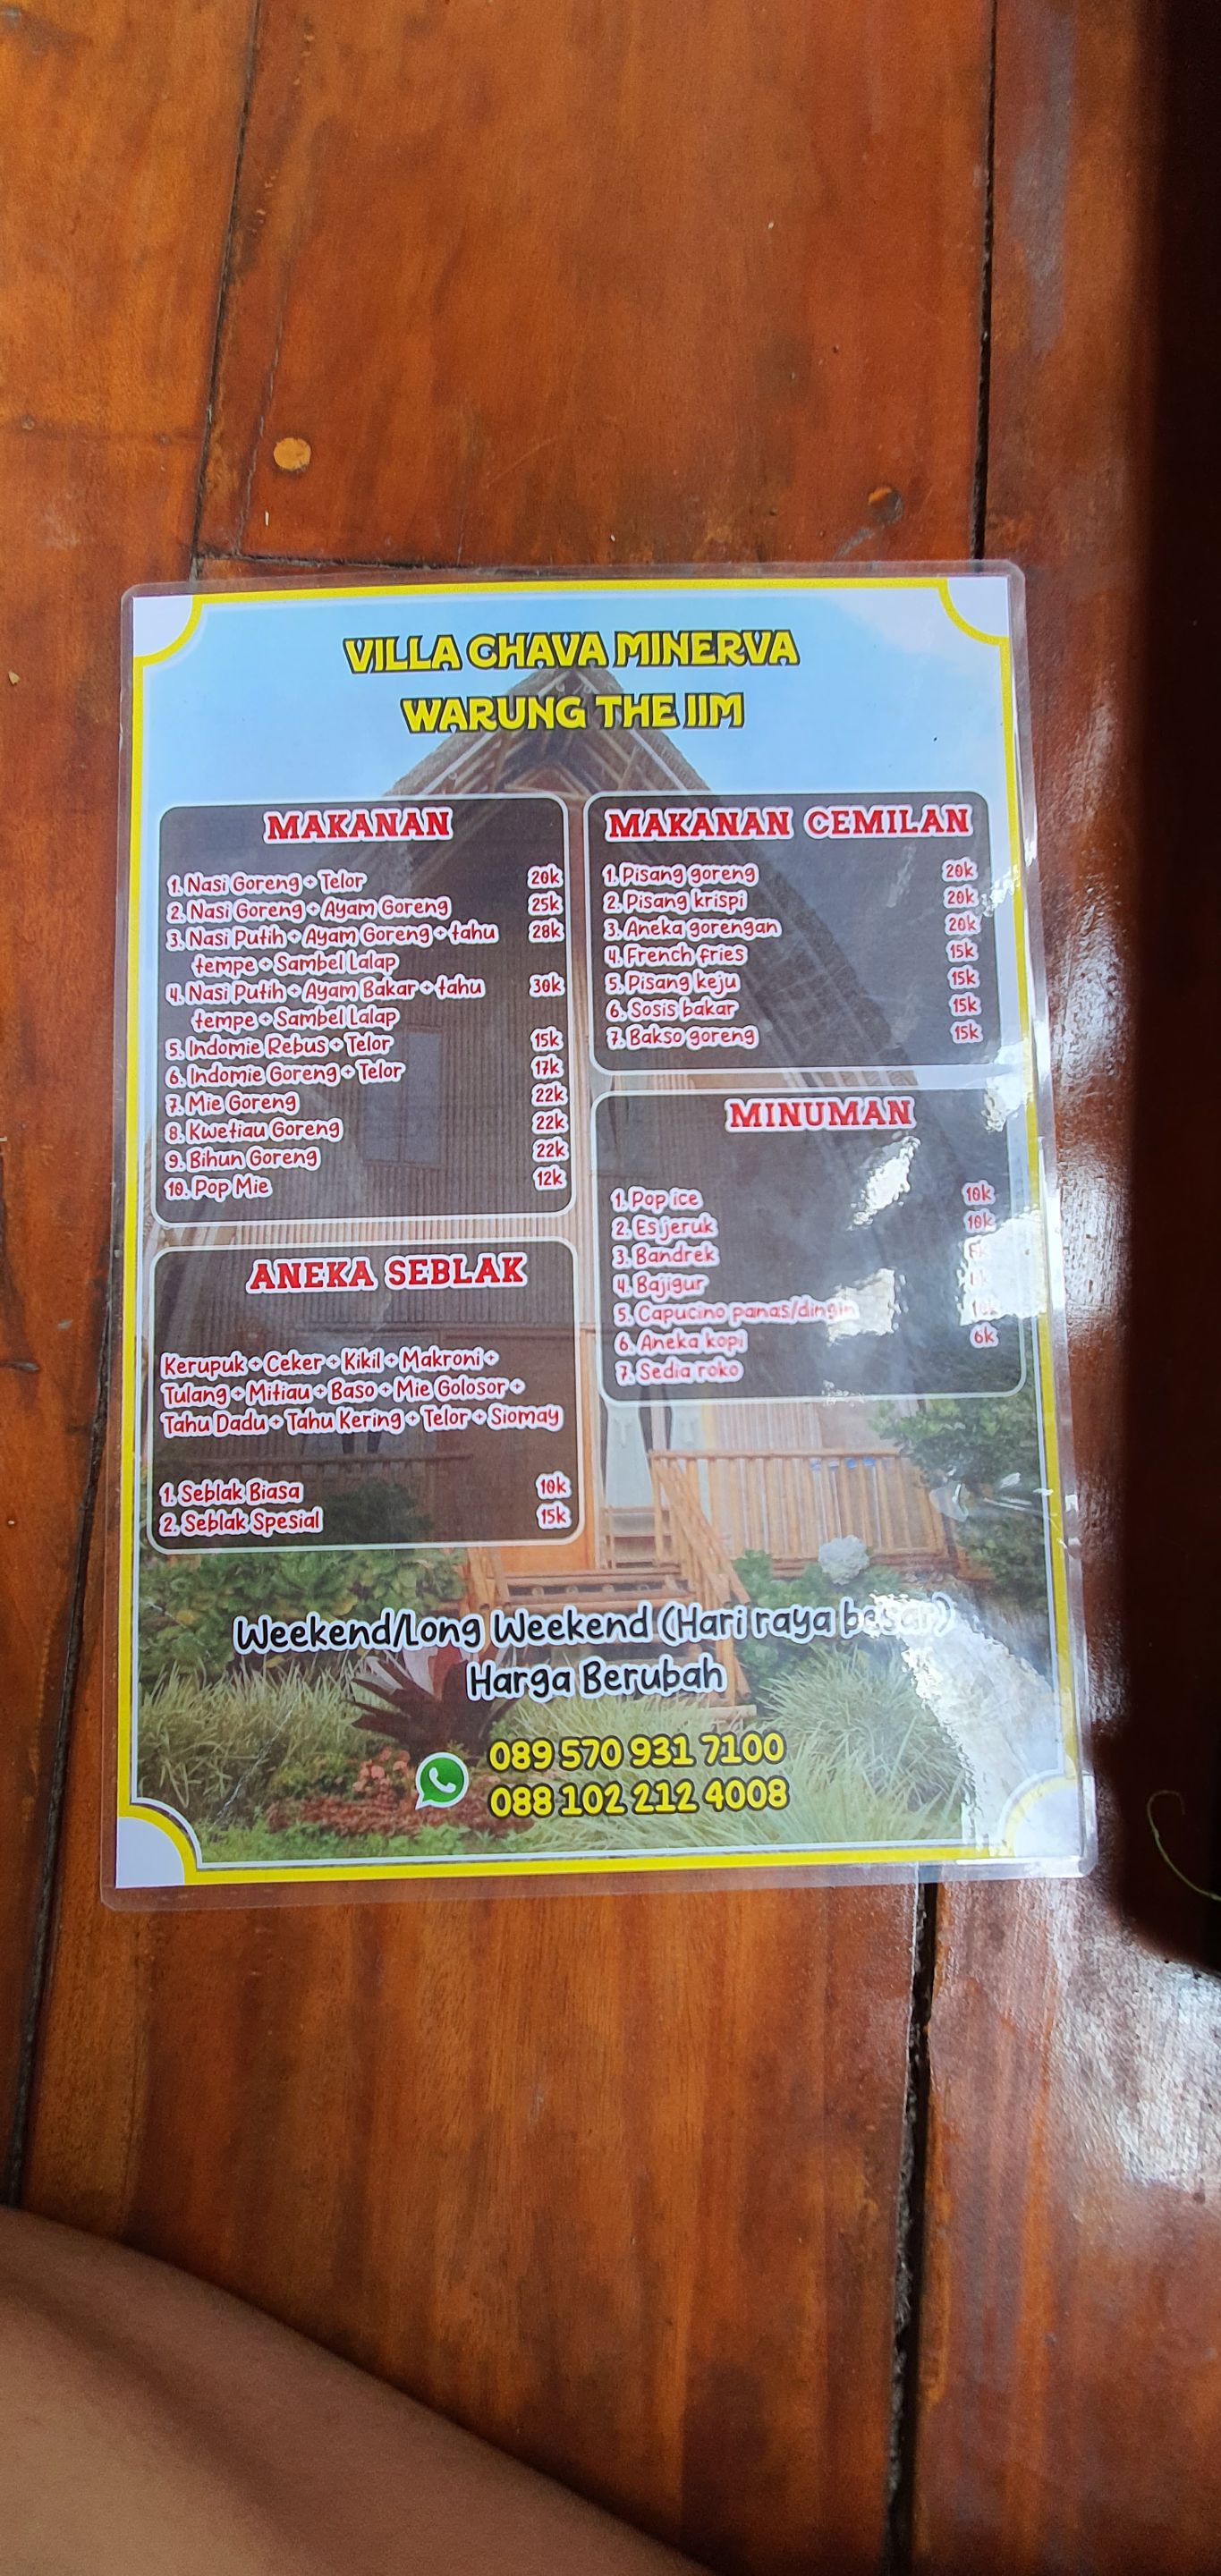 VILLA CHAVA MINERVA
WARUNG THE IIM
MAKANAN
1. Nasi Goreng + Telor 20k
2. Nasi Goreng + Ayam Goreng 25k
3. Nasi Putih + Ayam Goreng + tahu 28k
tempe + Sambel Lalap
4. Nasi Putih + Ayam Bakar + tahu 30k
tempe + Sambel Lalap
5. Indomie Rebus + Telor 15k
6. Indomie Goreng + Telor 17k
7. Mie Goreng 22k
8. Kwetiau Goreng 22k
9. Bihun Goreng 22k
10. Pop Mie 12k
ANEKA SEBLAK
Kerupuk + Ceker + Kikil + Makroni +
Tulang + Mitiau + Baso + Mie Golosor +
Tahu Dadu + Tahu Kering + Telor + Siomay
1. Seblak Biasa 10k
2. Seblak Spesial 15k
MAKANAN CEMILAN
1. Pisang goreng 20k
2. Pisang krispi 20k
3. Aneka gorengan 20k
4. French fries 15k
5. Pisang keju 15k
6. Sosis bakar 15k
7. Bakso goreng 15k
MINUMAN
1. Pop ice 10k
2. Es jeruk 10k
3. Bandrek
4. Bajigur
5. Capucino panas/dingin
6. Aneka kopi 6k
7. Sedia roko
Weekend/Long Weekend (Hari raya besar)
Harga Berubah
089 570 931 7100
088 102 212 4008